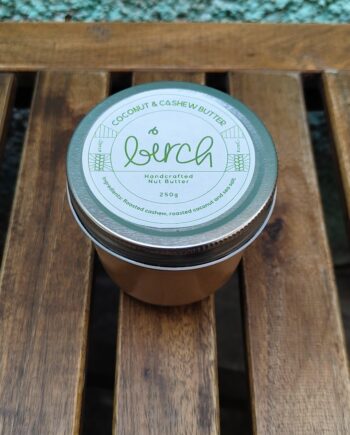 COCONUT & CASHEW BUTTER
birch
Handcrafted
Nut Butter
250g
Ingredients: Roasted cashew, roasted coconut and sea salt.